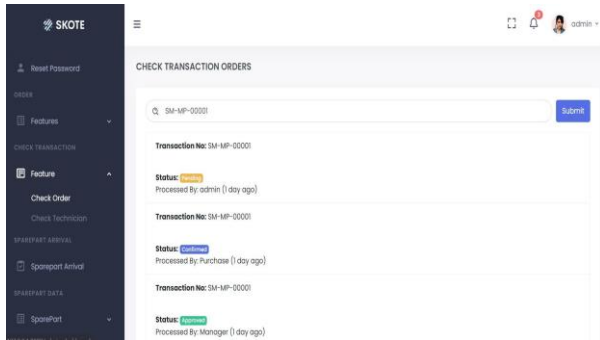 SKOTE
3
admin
Reset Password
CHECK TRANSACTION ORDERS
ORDER
Features
SM-MP-00001
Submit
CHECK TRANSACTION
Transaction No: SM-MP-00001
Feature
Status: Pending
Processed By: admin (1 day ago)
Check Order
Check Technician
Transaction No: SM-MP-00001
SPAREPART ARRIVAL
Status: Confirmed
Processed By: Purchase (1 day ago)
Sparepart Arrival
Transaction No: SM-MP-00001
SPAREPART DATA
SparePart
Status: Approved
Processed By: Manager (1 day ago)